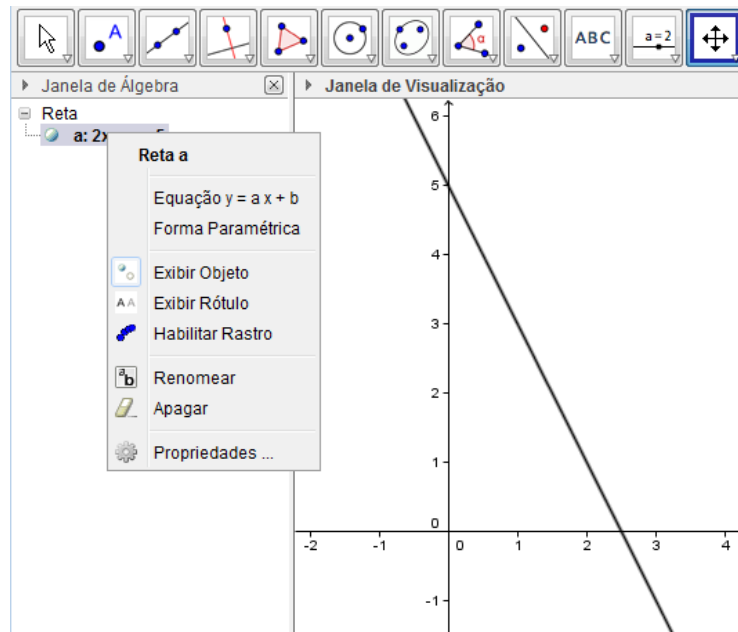 A
α
ABC
a=2
Janela de Álgebra
Janela de Visualização
Reta
a: 2x
Reta a
Equação y = a x + b
Forma Paramétrica
Exibir Objeto
AA Exibir Rótulo
Habilitar Rastro
ab Renomear
Apagar
Propriedades ...
6
5
4
3
2
1
0
-2 -1 0 1 2 3 4
-1